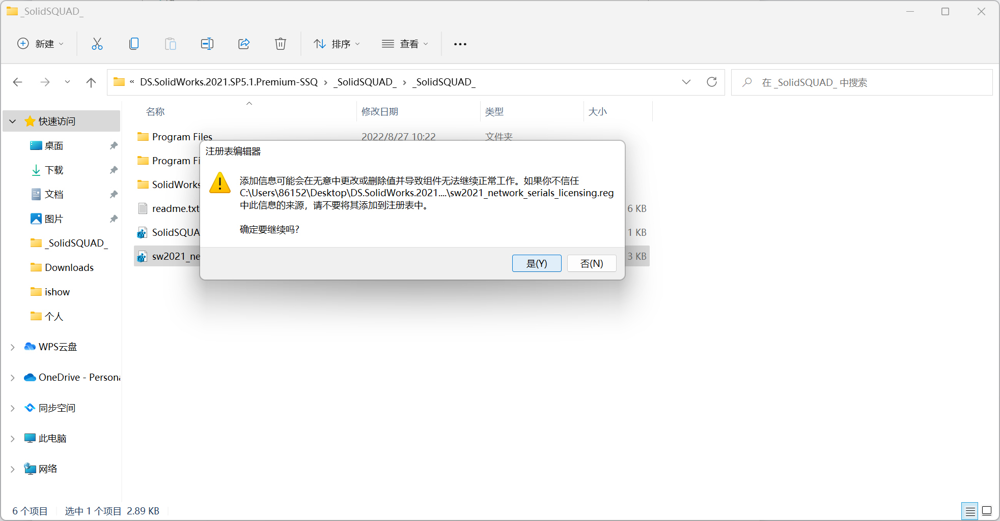 _SolidSQUAD_
新建
排序
查看
« DS.SolidWorks.2021.SP5.1.Premium-SSQ › _SolidSQUAD_ › _SolidSQUAD_
在 _SolidSQUAD_ 中搜索
名称 修改日期 类型 大小
快速访问
桌面
下载
文档
图片
_SolidSQUAD_
Downloads
ishow
个人
WPS云盘
OneDrive - Persona
同步空间
此电脑
网络
Program Files 2022/8/27 10:22 文件夹
Program Fi
SolidWorks
readme.txt 6 KB
SolidSQUA 1 KB
sw2021_ne 3 KB
注册表编辑器
添加信息可能会在无意中更改或删除值并导致组件无法继续正常工作。如果你不信任
C:\Users\86152\Desktop\DS.SolidWorks.2021....\sw2021_network_serials_licensing.reg
中此信息的来源，请不要将其添加到注册表中。
确定要继续吗?
是(Y) 否(N)
6 个项目 选中 1 个项目 2.89 KB